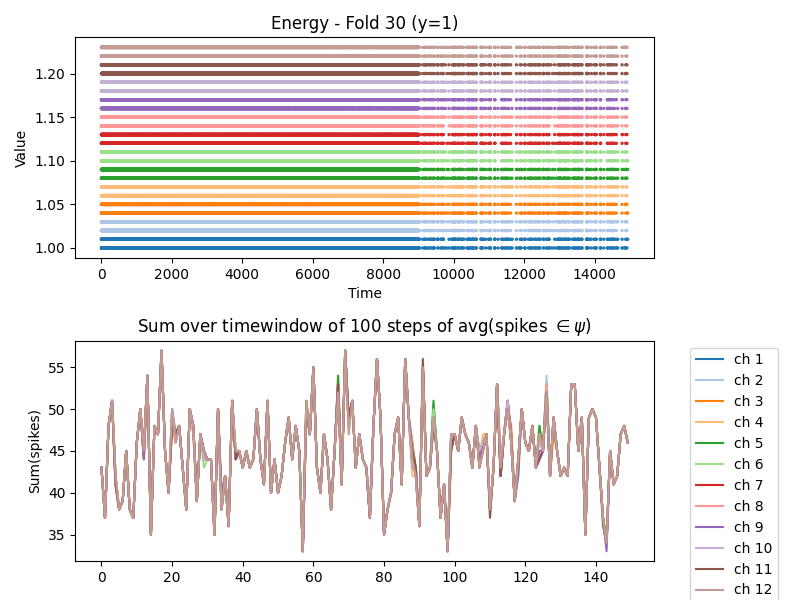 Energy - Fold 30 (y=1)
Value
1.20
1.15
1.10
1.05
1.00
0 2000 4000 6000 8000 10000 12000 14000
Time
Sum over timewindow of 100 steps of avg(spikes ∈ ψ)
Sum(spikes)
55
50
45
40
35
0 20 40 60 80 100 120 140
ch 1
ch 2
ch 3
ch 4
ch 5
ch 6
ch 7
ch 8
ch 9
ch 10
ch 11
ch 12